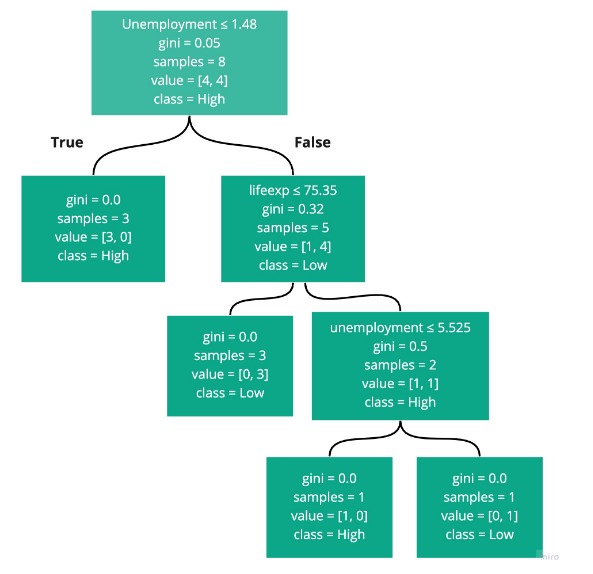 Unemployment ≤ 1.48
gini = 0.05
samples = 8
value = [4, 4]
class = High
True
False
gini = 0.0
samples = 3
value = [3, 0]
class = High
lifeexp ≤ 75.35
gini = 0.32
samples = 5
value = [1, 4]
class = Low
gini = 0.0
samples = 3
value = [0, 3]
class = Low
unemployment ≤ 5.525
gini = 0.5
samples = 2
value = [1, 1]
class = High
gini = 0.0
samples = 1
value = [1, 0]
class = High
gini = 0.0
samples = 1
value = [0, 1]
class = Low
miro